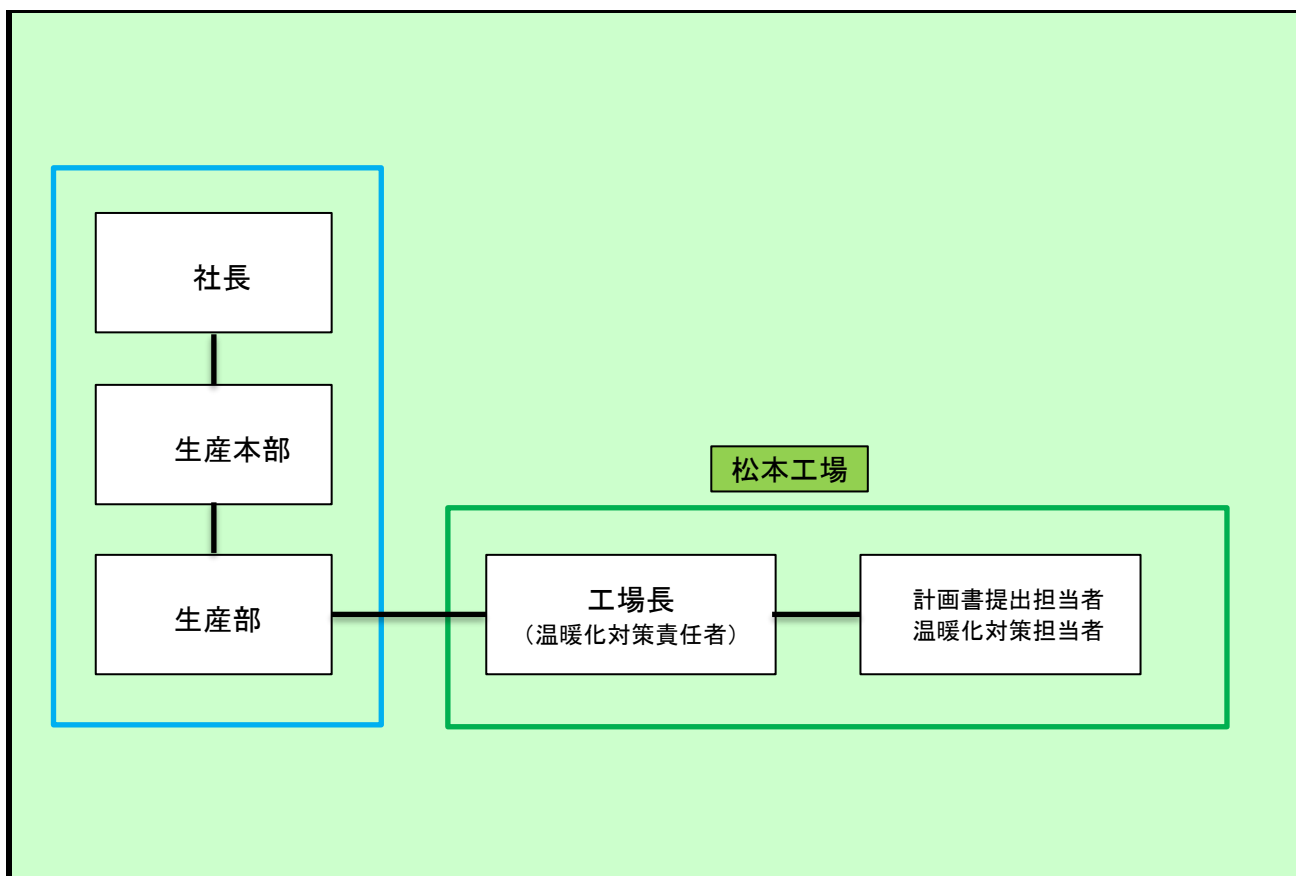 社長
生産本部
生産部
松本工場
工場長
（温暖化対策責任者）
計画書提出担当者
温暖化対策担当者